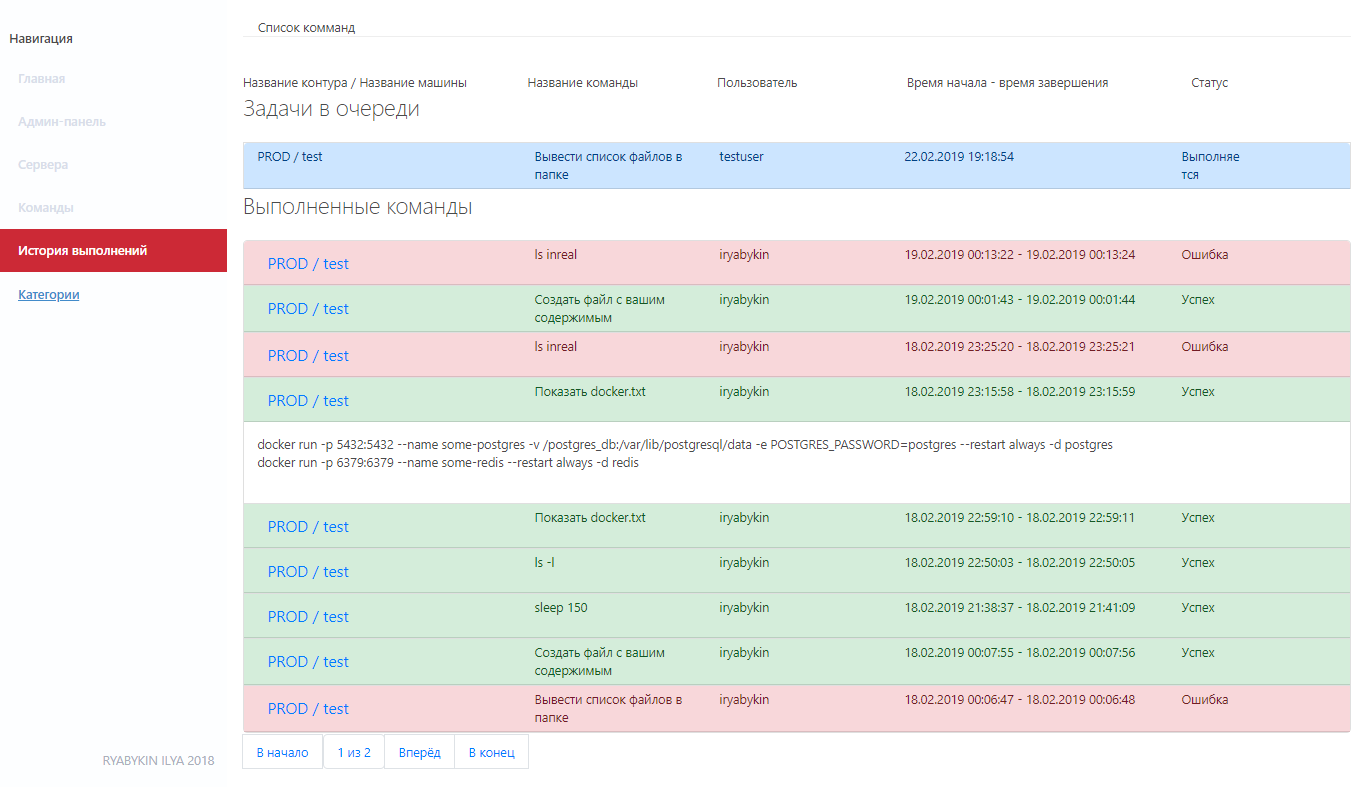 Навигация
Главная
Админ-панель
Сервера
Команды
История выполнений
Категории
RYABYKIN ILYA 2018
Список комманд
Название контура / Название машины Название команды Пользователь Время начала - время завершения Статус
Задачи в очереди
PROD / test Вывести список файлов в testuser 22.02.2019 19:18:54 Выполняе
папке тся
Выполненные команды
PROD / test ls inreal iryabykin 19.02.2019 00:13:22 - 19.02.2019 00:13:24 Ошибка
PROD / test Создать файл с вашим iryabykin 19.02.2019 00:01:43 - 19.02.2019 00:01:44 Успех
содержимым
PROD / test ls inreal iryabykin 18.02.2019 23:25:20 - 18.02.2019 23:25:21 Ошибка
PROD / test Показать docker.txt iryabykin 18.02.2019 23:15:58 - 18.02.2019 23:15:59 Успех
docker run -p 5432:5432 --name some-postgres -v /postgres_db:/var/lib/postgresql/data -e POSTGRES_PASSWORD=postgres --restart always -d postgres
docker run -p 6379:6379 --name some-redis --restart always -d redis
PROD / test Показать docker.txt iryabykin 18.02.2019 22:59:10 - 18.02.2019 22:59:11 Успех
PROD / test ls -l iryabykin 18.02.2019 22:50:03 - 18.02.2019 22:50:05 Успех
PROD / test sleep 150 iryabykin 18.02.2019 21:38:37 - 18.02.2019 21:41:09 Успех
PROD / test Создать файл с вашим iryabykin 18.02.2019 00:07:55 - 18.02.2019 00:07:56 Успех
содержимым
PROD / test Вывести список файлов в iryabykin 18.02.2019 00:06:47 - 18.02.2019 00:06:48 Ошибка
папке
В начало 1 из 2 Вперёд В конец